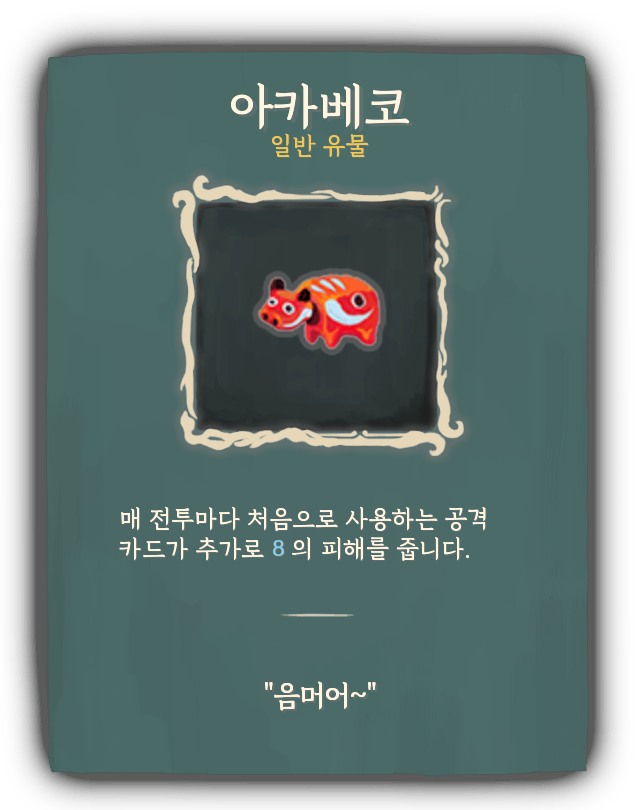 아카베코
일반 유물
매 전투마다 처음으로 사용하는 공격
카드가 추가로 8 의 피해를 줍니다.
"음머어~"